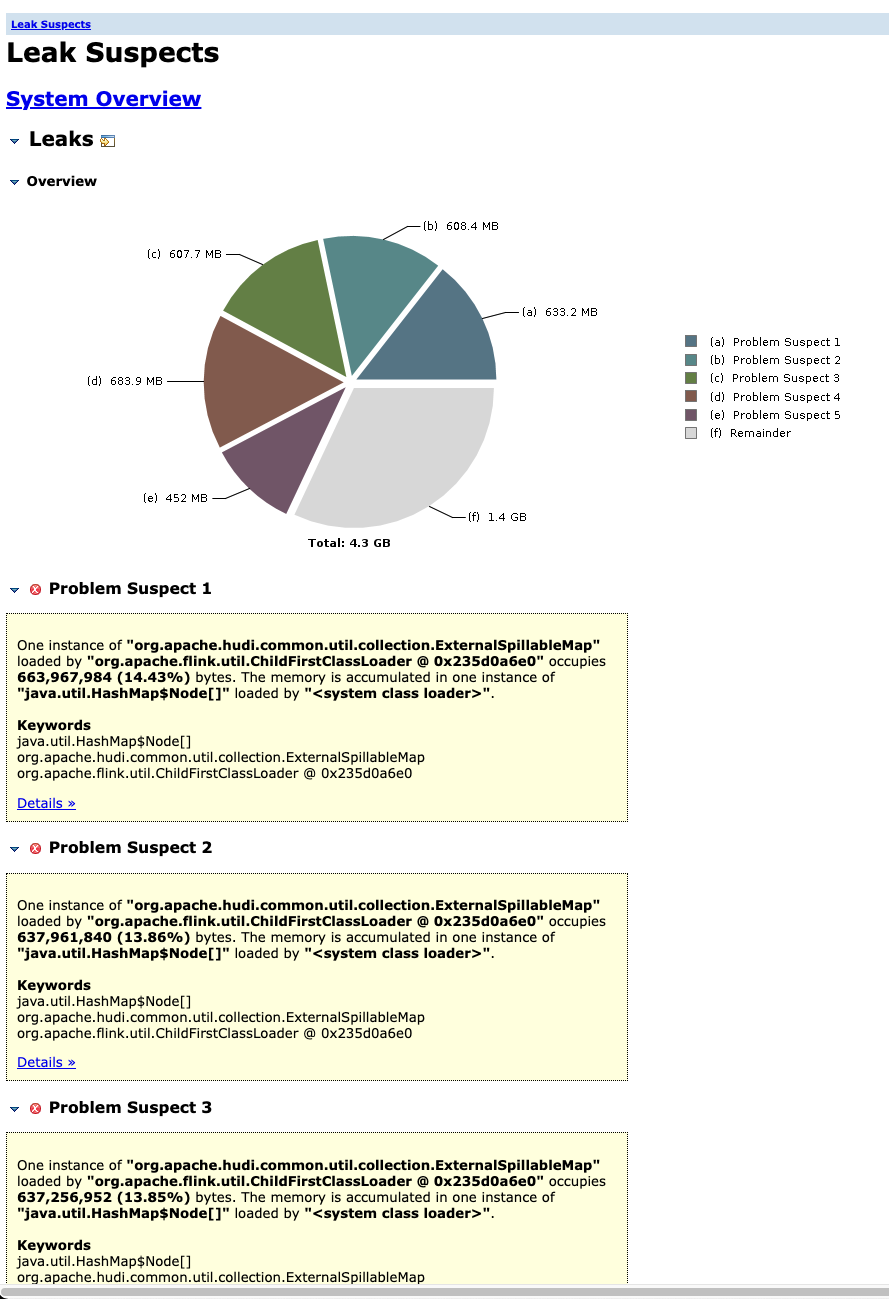 Leak Suspects
Leak Suspects
System Overview
Leaks
Overview
(b) 608.4 MB
(c) 607.7 MB
(a) 633.2 MB
(d) 683.9 MB
(e) 452 MB
(f) 1.4 GB
Total: 4.3 GB
(a) Problem Suspect 1
(b) Problem Suspect 2
(c) Problem Suspect 3
(d) Problem Suspect 4
(e) Problem Suspect 5
(f) Remainder
Problem Suspect 1
One instance of "org.apache.hudi.common.util.collection.ExternalSpillableMap"
loaded by "org.apache.flink.util.ChildFirstClassLoader @ 0x235d0a6e0" occupies
663,967,984 (14.43%) bytes. The memory is accumulated in one instance of
"java.util.HashMap$Node[]" loaded by "<system class loader>".
Keywords
java.util.HashMap$Node[]
org.apache.hudi.common.util.collection.ExternalSpillableMap
org.apache.flink.util.ChildFirstClassLoader @ 0x235d0a6e0
Details »
Problem Suspect 2
One instance of "org.apache.hudi.common.util.collection.ExternalSpillableMap"
loaded by "org.apache.flink.util.ChildFirstClassLoader @ 0x235d0a6e0" occupies
637,961,840 (13.86%) bytes. The memory is accumulated in one instance of
"java.util.HashMap$Node[]" loaded by "<system class loader>".
Keywords
java.util.HashMap$Node[]
org.apache.hudi.common.util.collection.ExternalSpillableMap
org.apache.flink.util.ChildFirstClassLoader @ 0x235d0a6e0
Details »
Problem Suspect 3
One instance of "org.apache.hudi.common.util.collection.ExternalSpillableMap"
loaded by "org.apache.flink.util.ChildFirstClassLoader @ 0x235d0a6e0" occupies
637,256,952 (13.85%) bytes. The memory is accumulated in one instance of
"java.util.HashMap$Node[]" loaded by "<system class loader>".
Keywords
java.util.HashMap$Node[]
org.apache.hudi.common.util.collection.ExternalSpillableMap